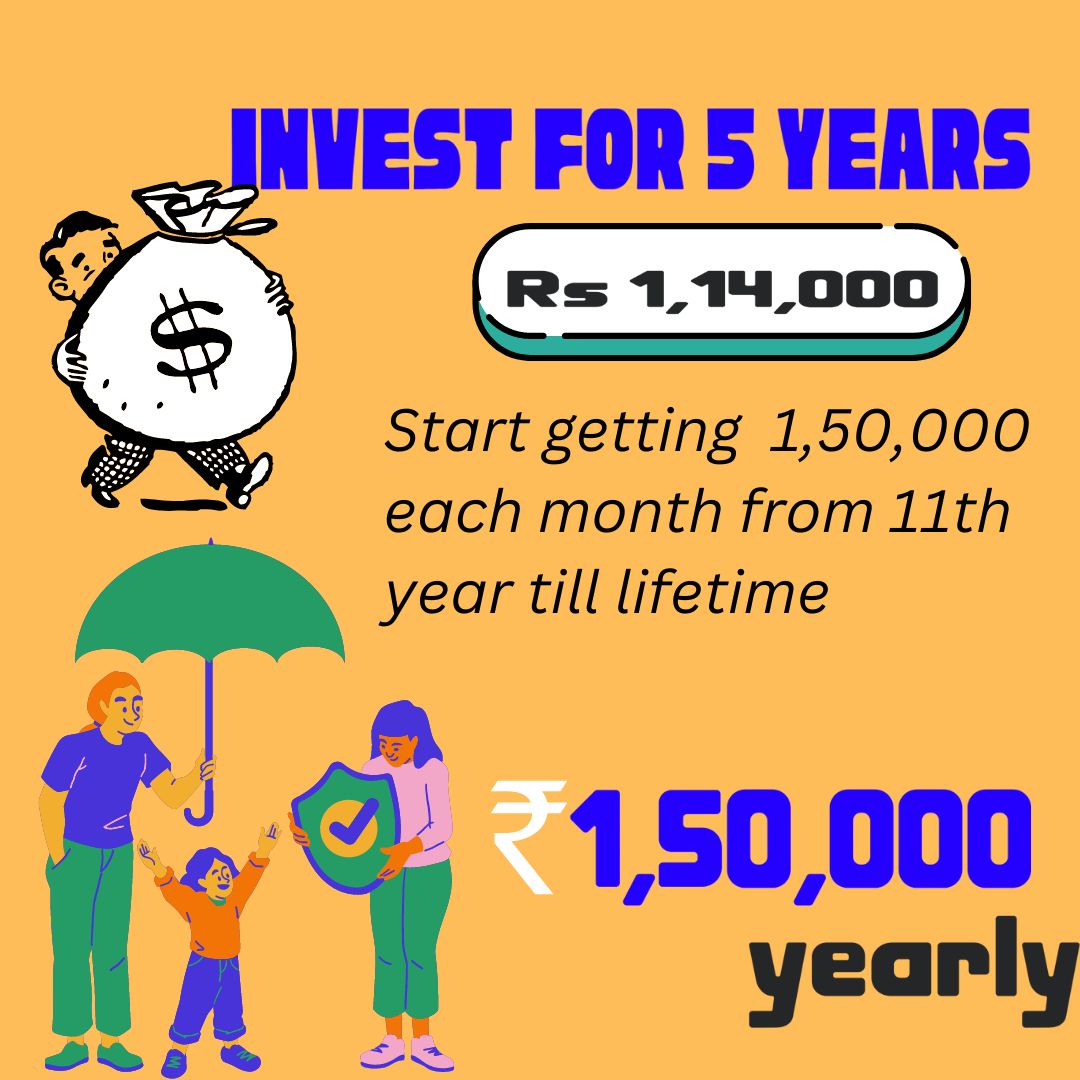 INVEST FOR 5 YEARS
Rs 1,14,000
Start getting 1,50,000
each month from 11th
year till lifetime
$
₹1,50,000
yearly